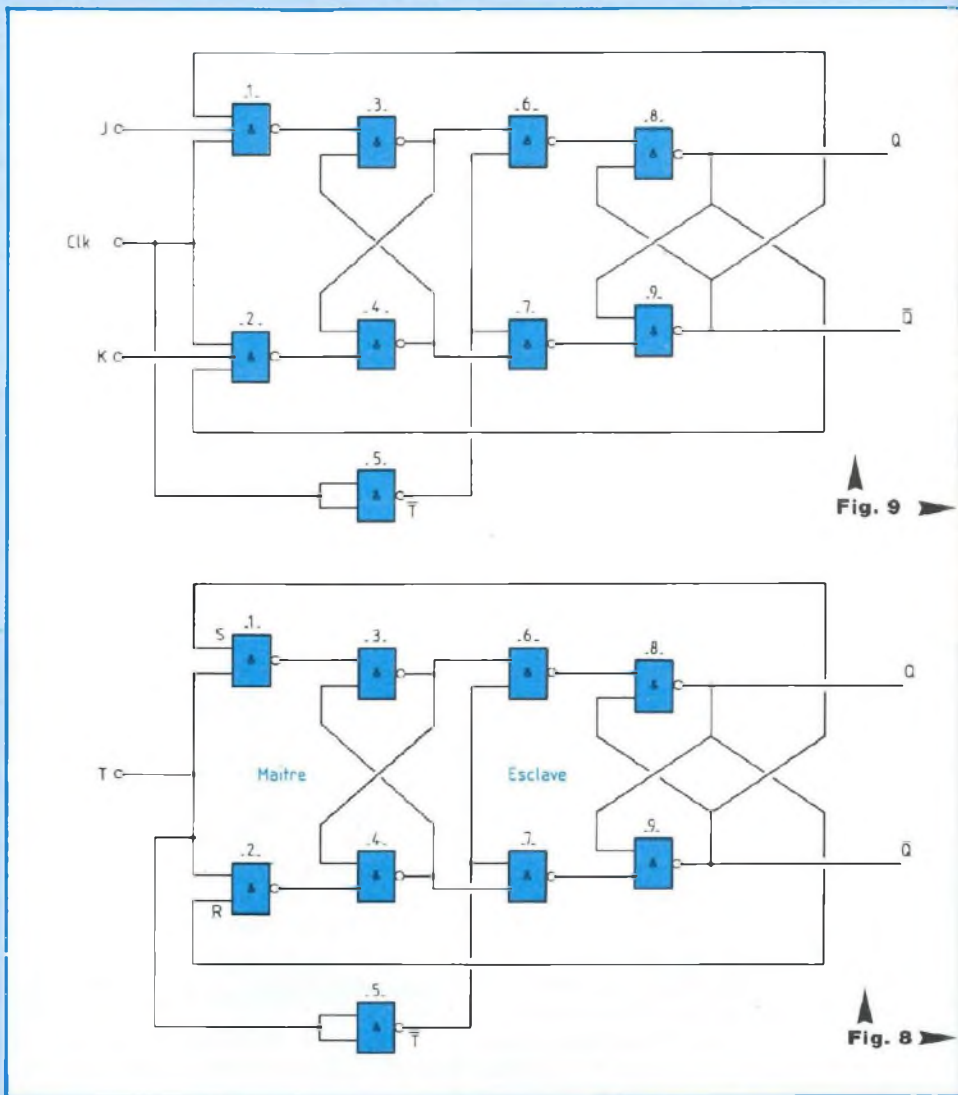 .1.
.3.
.6.
.8.
J
&
&
&
&
Q
Clk
.2.
.4.
.7.
.9.
K
&
&
&
&
Q̅
.5.
&
T̅
Fig. 9
.1.
.3.
.6.
.8.
S
&
&
&
&
Q
T
Maître
Esclave
.2.
.4.
.7.
.9.
&
&
&
&
Q
R
.5.
&
T̅
Fig. 8